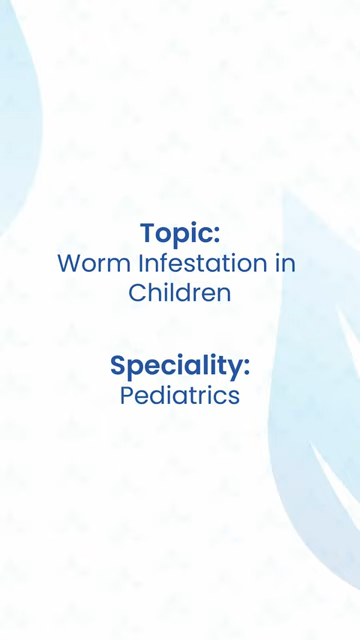 Topic:
Worm Infestation in
Children
Speciality:
Pediatrics